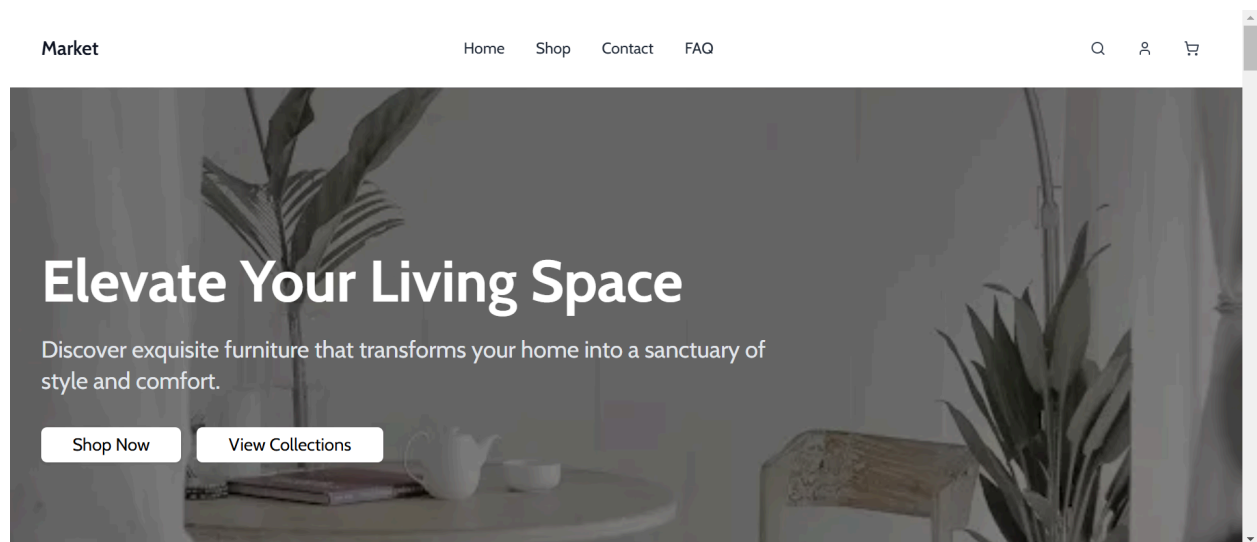 Market
Home Shop Contact FAQ
Elevate Your Living Space
Discover exquisite furniture that transforms your home into a sanctuary of
style and comfort.
Shop Now View Collections